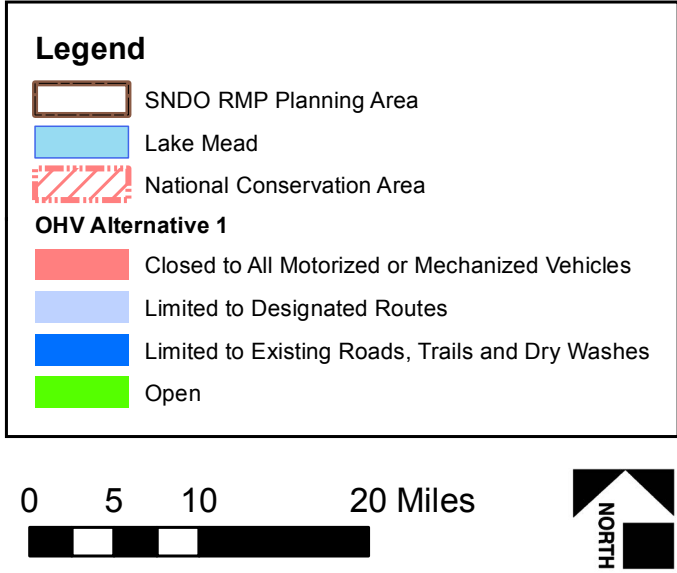 Legend
SNDO RMP Planning Area
Lake Mead
National Conservation Area
OHV Alternative 1
Closed to All Motorized or Mechanized Vehicles
Limited to Designated Routes
Limited to Existing Roads, Trails and Dry Washes
Open
0 5 10 20 Miles
NORTH